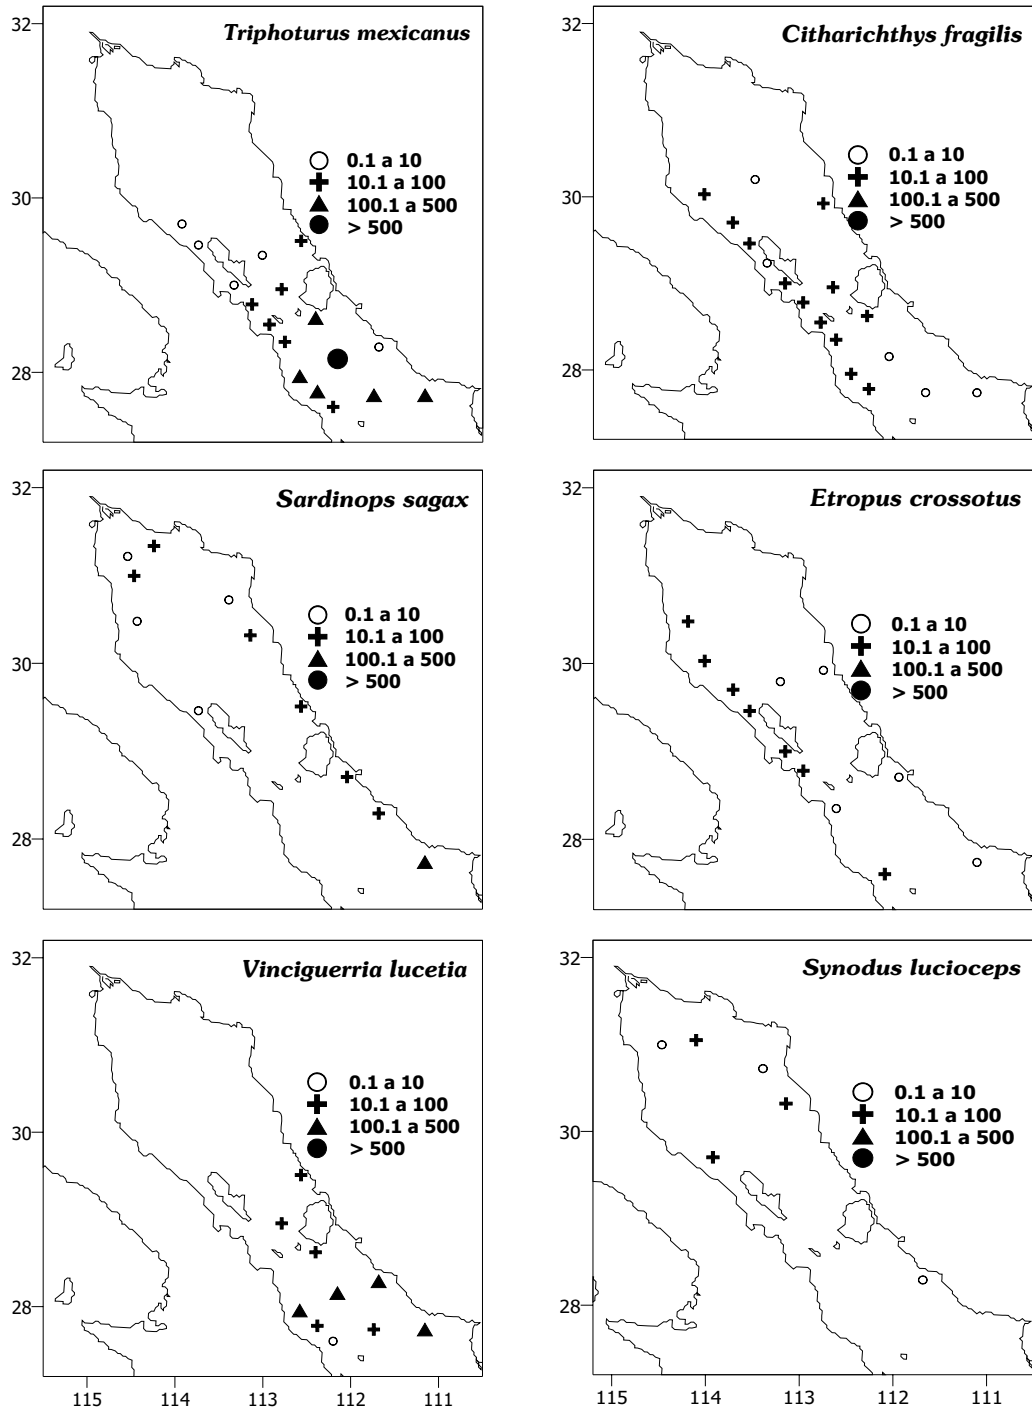 32
Triphoturus mexicanus
0.1 a 10
10.1 a 100
100.1 a 500
> 500
30
28
32
Citharichthys fragilis
0.1 a 10
10.1 a 100
100.1 a 500
> 500
30
28
32
Sardinops sagax
0.1 a 10
10.1 a 100
100.1 a 500
> 500
30
28
32
Etropus crossotus
0.1 a 10
10.1 a 100
100.1 a 500
> 500
30
28
32
Vinciguerria lucetia
0.1 a 10
10.1 a 100
100.1 a 500
> 500
30
28
115 114 113 112 111
32
Synodus lucioceps
0.1 a 10
10.1 a 100
100.1 a 500
> 500
30
28
115 114 113 112 111